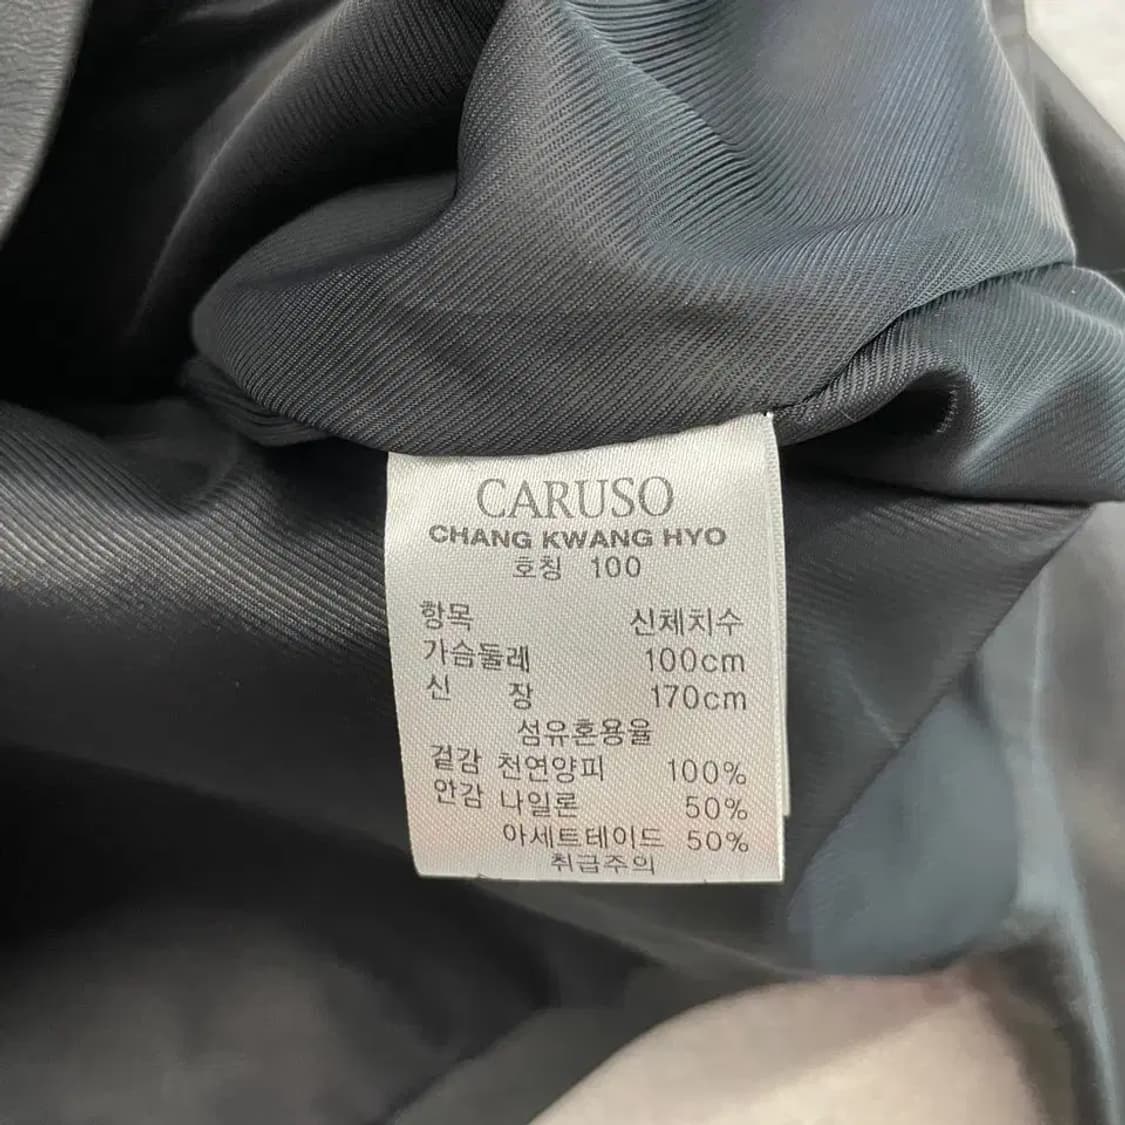 CARUSO
CHANG KWANG HYO
호칭 100
항목 신체치수
가슴둘레 100cm
신 장 170cm
섬유혼용율
겉감 천연양피 100%
안감 나일론 50%
아세트테이드 50%
취급주의